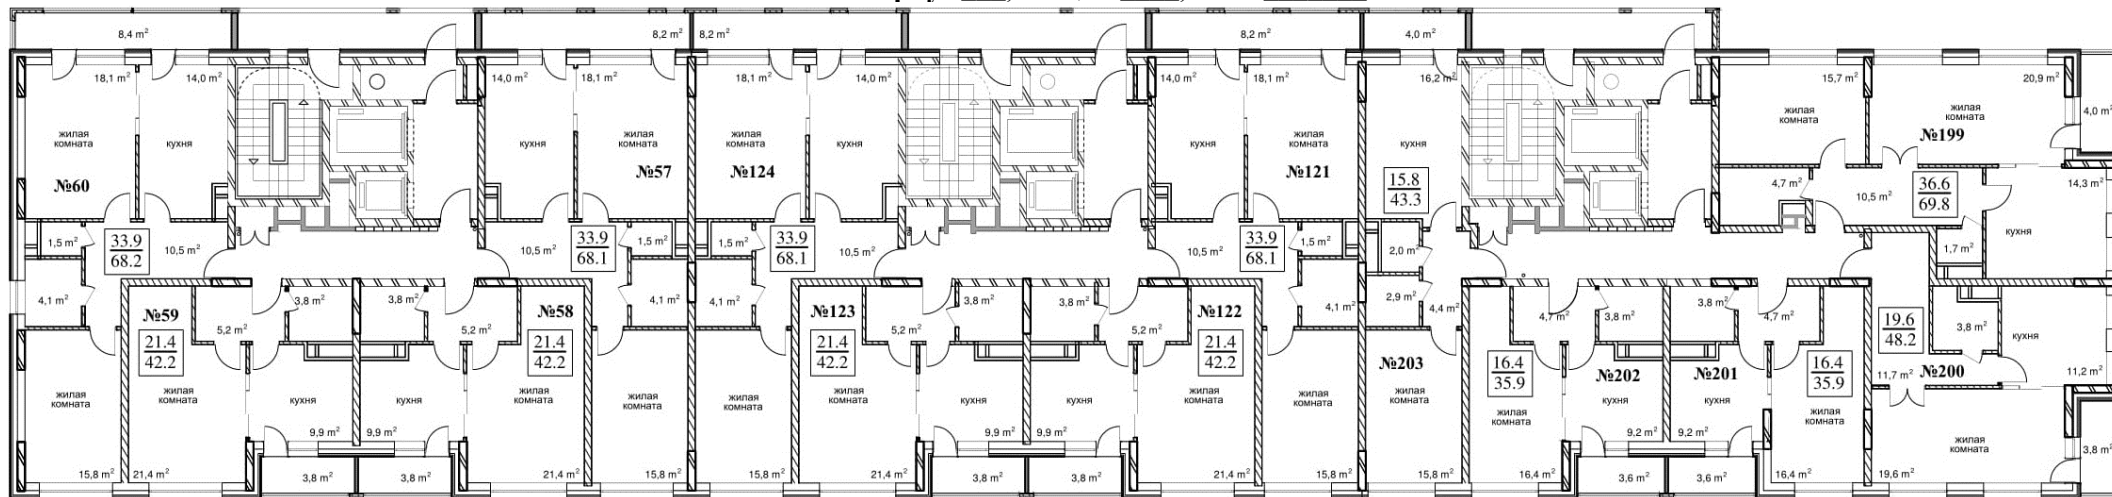 8,4 m²
8,2 m²
8,2 m²
8,2 m²
4,0 m²
18,1 m²
14,0 m²
14,0 m²
18,1 m²
18,1 m²
14,0 m²
14,0 m²
18,1 m²
16,2 m²
15,7 m²
20,9 m²
4,0 m²
жилая комната
кухня
кухня
жилая комната
жилая комната
кухня
кухня
жилая комната
кухня
жилая комната
жилая комната
№60
№57
№124
№121
№199
15.8
43.3
4,7 m²
10,5 m²
36.6
69.8
14,3 m²
1,5 m²
33.9
68.2
10,5 m²
10,5 m²
33.9
68.1
1,5 m²
1,5 m²
33.9
68.1
10,5 m²
10,5 m²
33.9
68.1
1,5 m²
2,0 m²
1,7 m²
кухня
4,1 m²
3,8 m²
3,8 m²
4,1 m²
4,1 m²
3,8 m²
3,8 m²
4,1 m²
2,9 m²
4,4 m²
№59
5,2 m²
5,2 m²
№58
№123
5,2 m²
5,2 m²
№122
4,7 m²
3,8 m²
3,8 m²
4,7 m²
19.6
48.2
3,8 m²
кухня
21.4
42.2
21.4
42.2
21.4
42.2
21.4
42.2
№203
16.4
35.9
№202
№201
16.4
35.9
11,7 m²
№200
11,2 m²
жилая комната
жилая комната
кухня
кухня
жилая комната
жилая комната
жилая комната
жилая комната
кухня
кухня
жилая комната
жилая комната
жилая комната
жилая комната
кухня
кухня
жилая комната
жилая комната
9,9 m²
9,9 m²
9,9 m²
9,9 m²
9,2 m²
9,2 m²
15,8 m²
21,4 m²
3,8 m²
3,8 m²
21,4 m²
15,8 m²
15,8 m²
21,4 m²
3,8 m²
3,8 m²
21,4 m²
15,8 m²
15,8 m²
16,4 m²
3,6 m²
3,6 m²
16,4 m²
19,6 m²
3,8 m²